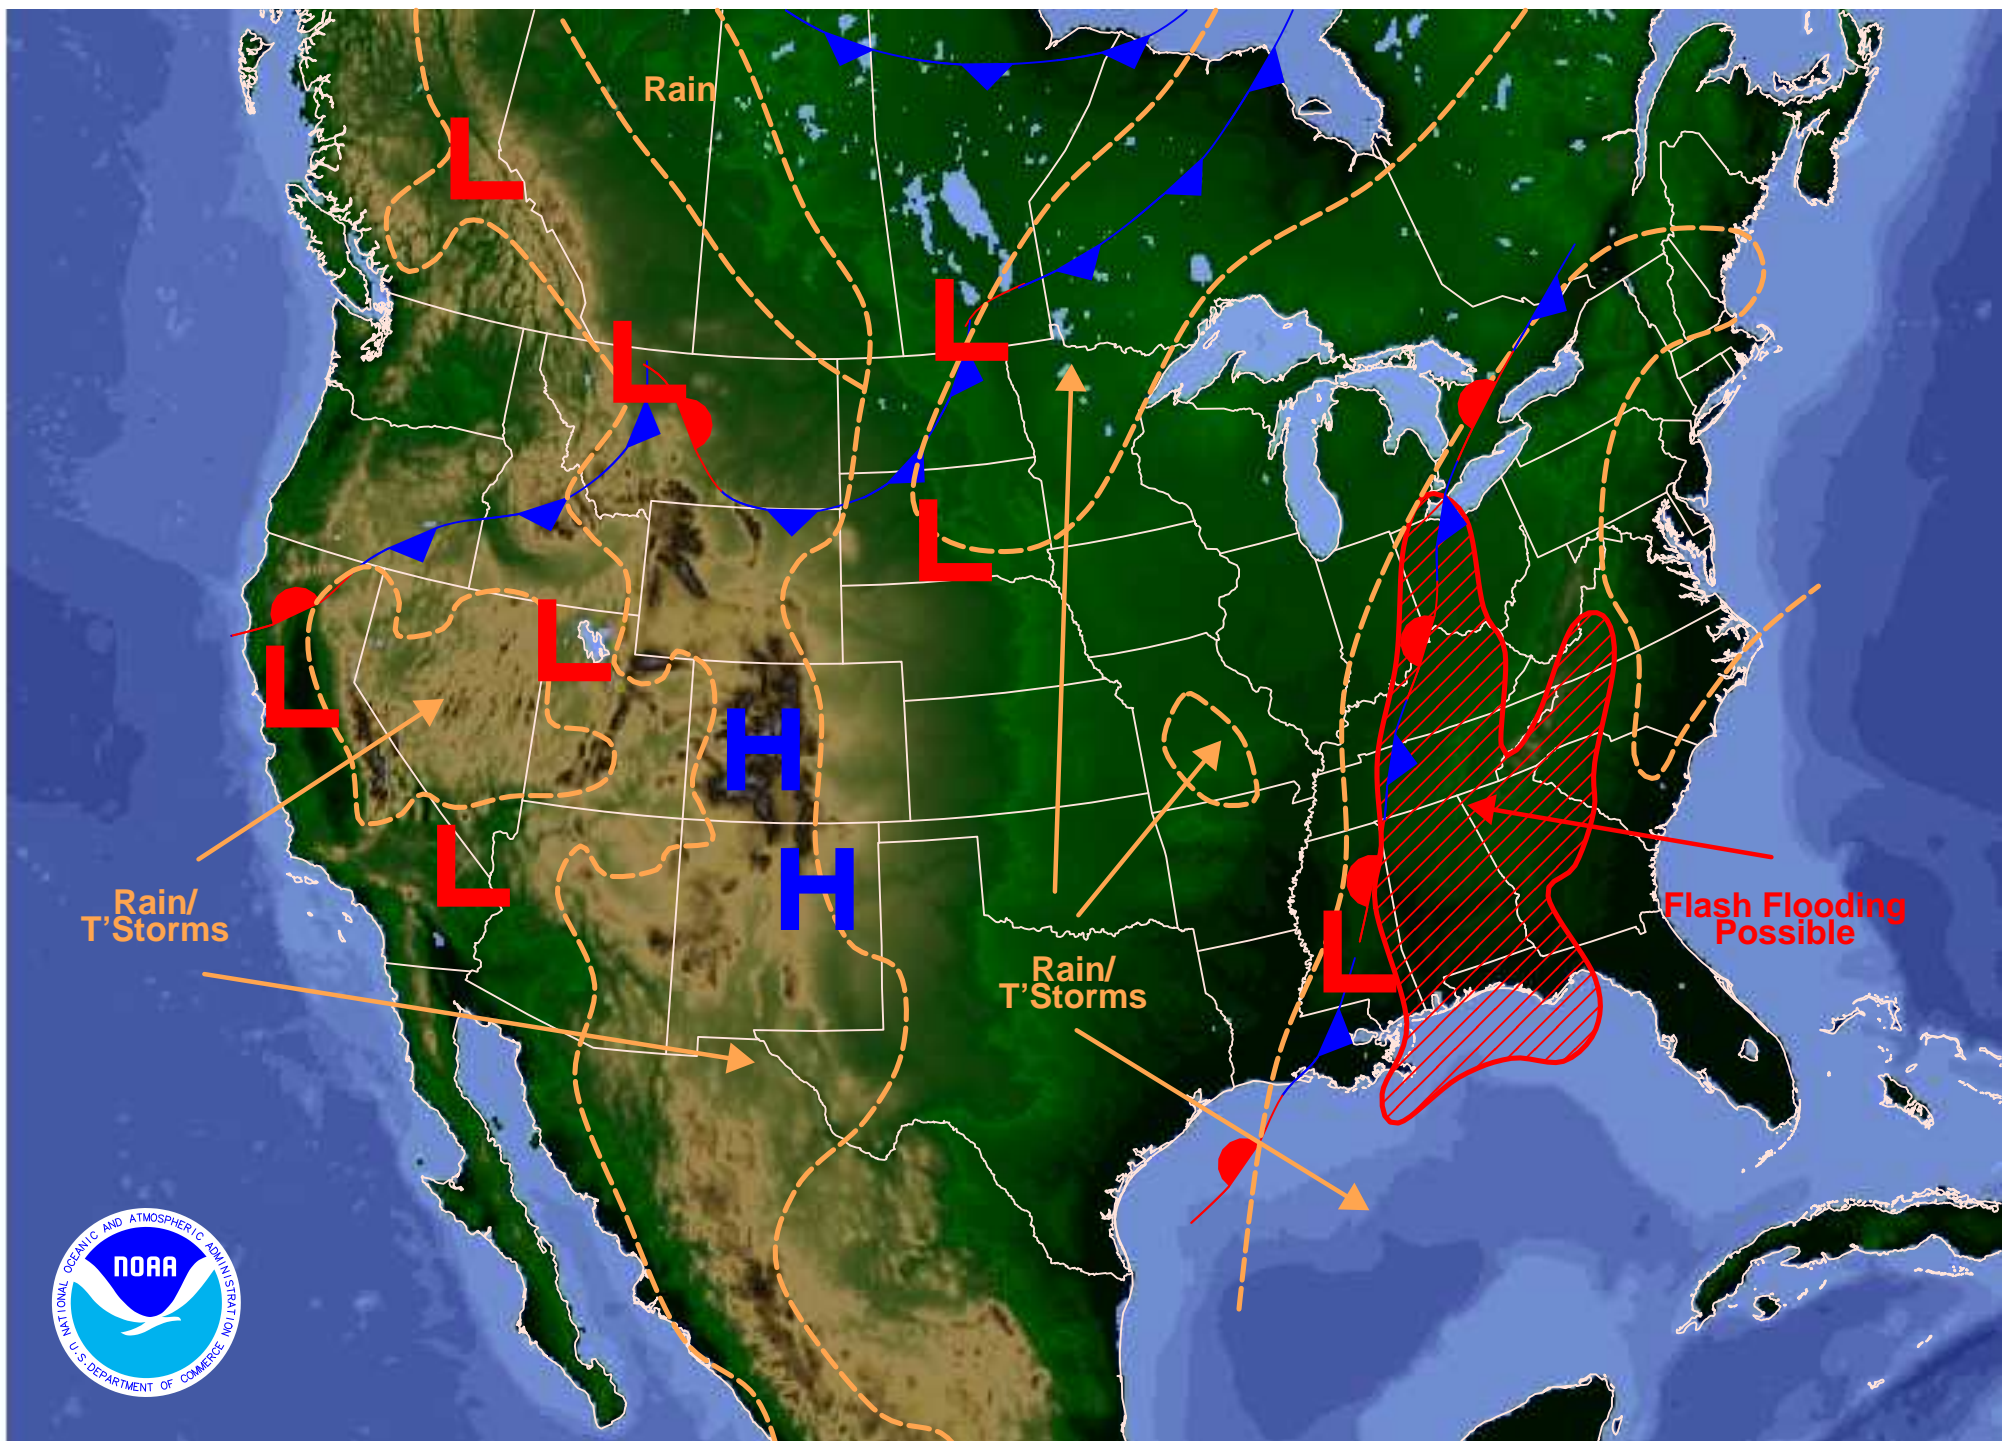 Rain
L
L
L
L
L
L
H
L
H
L
L
Rain/
T'Storms
Rain/
T'Storms
Flash Flooding
Possible
NATIONAL OCEANIC AND ATMOSPHERIC ADMINISTRATION
NOAA
U.S. DEPARTMENT OF COMMERCE